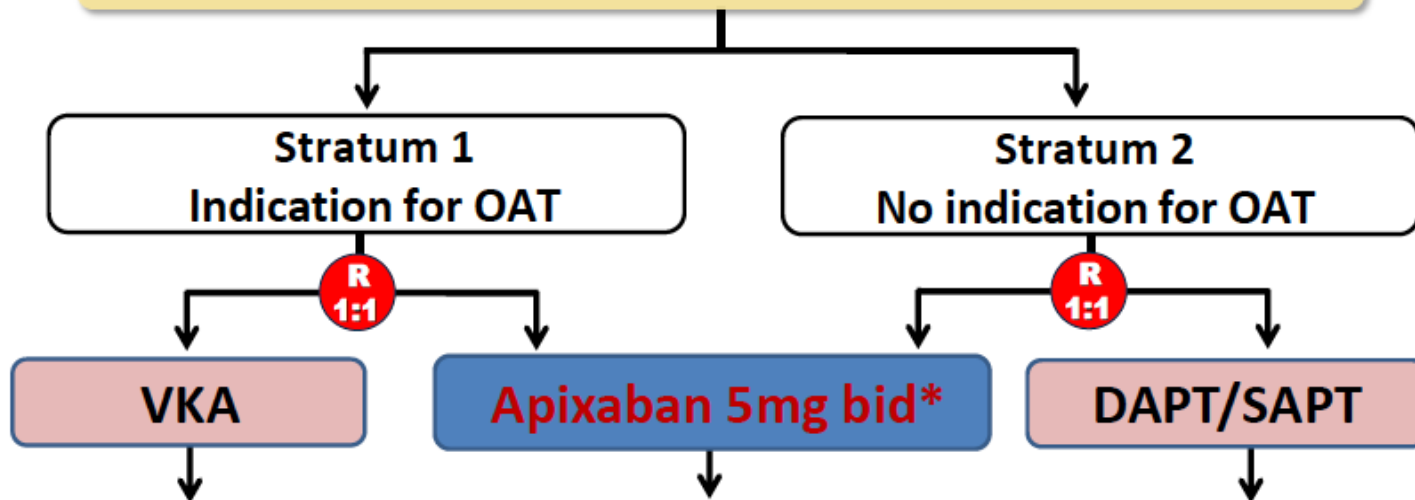 Stratum 1
Indication for OAT
Stratum 2
No indication for OAT
R
1:1
R
1:1
VKA
Apixaban 5mg bid*
DAPT/SAPT